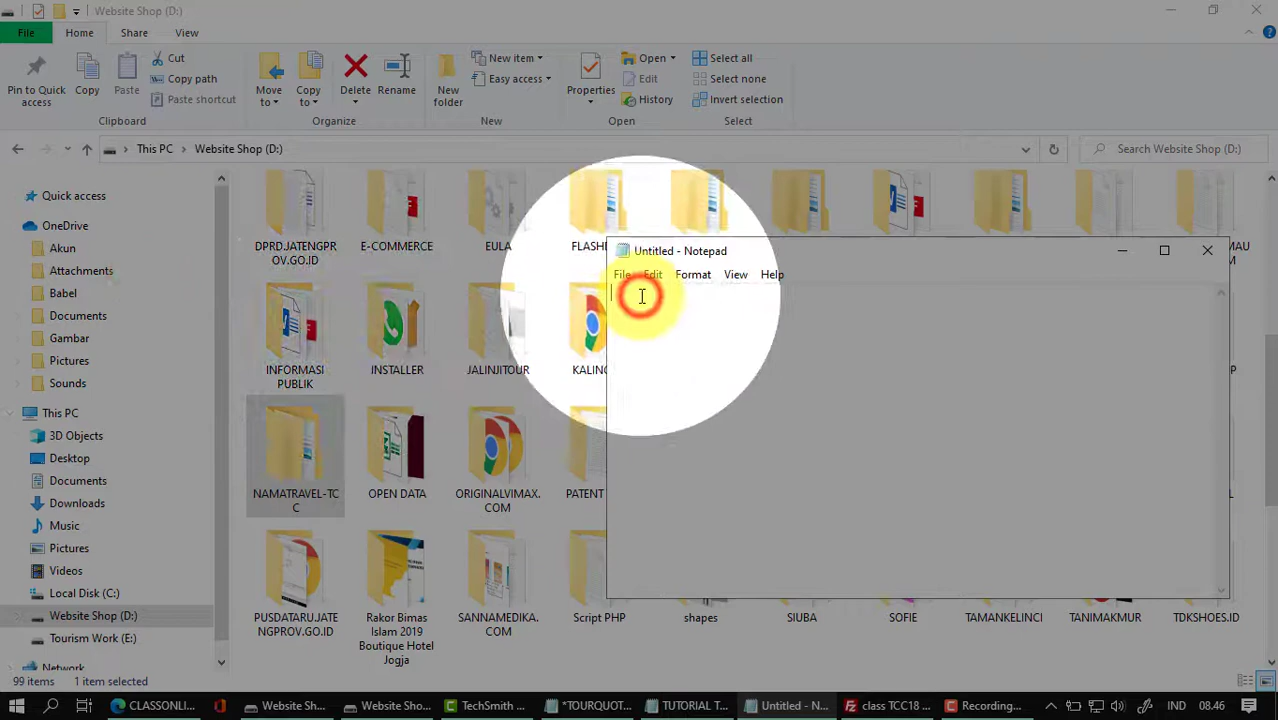 Website Shop (D:)
File
Home
Share
View
Pin to Quick
access
Copy
Paste
Cut
Copy path
Paste shortcut
Clipboard
Move
to
Copy
to
Delete
Rename
Organize
New
folder
New item
Easy access
New
Properties
Open
Edit
History
Open
Select all
Select none
Invert selection
Select
This PC
Website Shop (D:)
Search Website Shop (D:)
Quick access
OneDrive
Akun
Attachments
Babel
Documents
Gambar
Pictures
Sounds
This PC
3D Objects
Desktop
Documents
Downloads
Music
Pictures
Videos
Local Disk (C:)
Website Shop (D:)
Tourism Work (E:)
Network
DPRD.JATENGPR
OV.GO.ID
E-COMMERCE
EULA
INFORMASI
PUBLIK
INSTALLER
JALINJITOUR
NAMATRAVEL-TC
C
OPEN DATA
ORIGINALVIMAX.
COM
PATENT
PUSDATARU.JATE
NGPROV.GO.ID
Rakor Bimas
Islam 2019
Boutique Hotel
Jogja
SANNAMEDIKA.
COM
Script PHP
shapes
SIUBA
SOFIE
TAMANKELINCI
TANIMAKMUR
TDKSHOES.ID
Untitled - Notepad
File
Edit
Format
View
Help
99 items
1 item selected
CLASSONLI...
Website Sh...
Website Sho...
TechSmith ...
*TOURQUOT...
TUTORIAL T...
Untitled - N...
class TCC18 ...
Recording...
IND
08.46